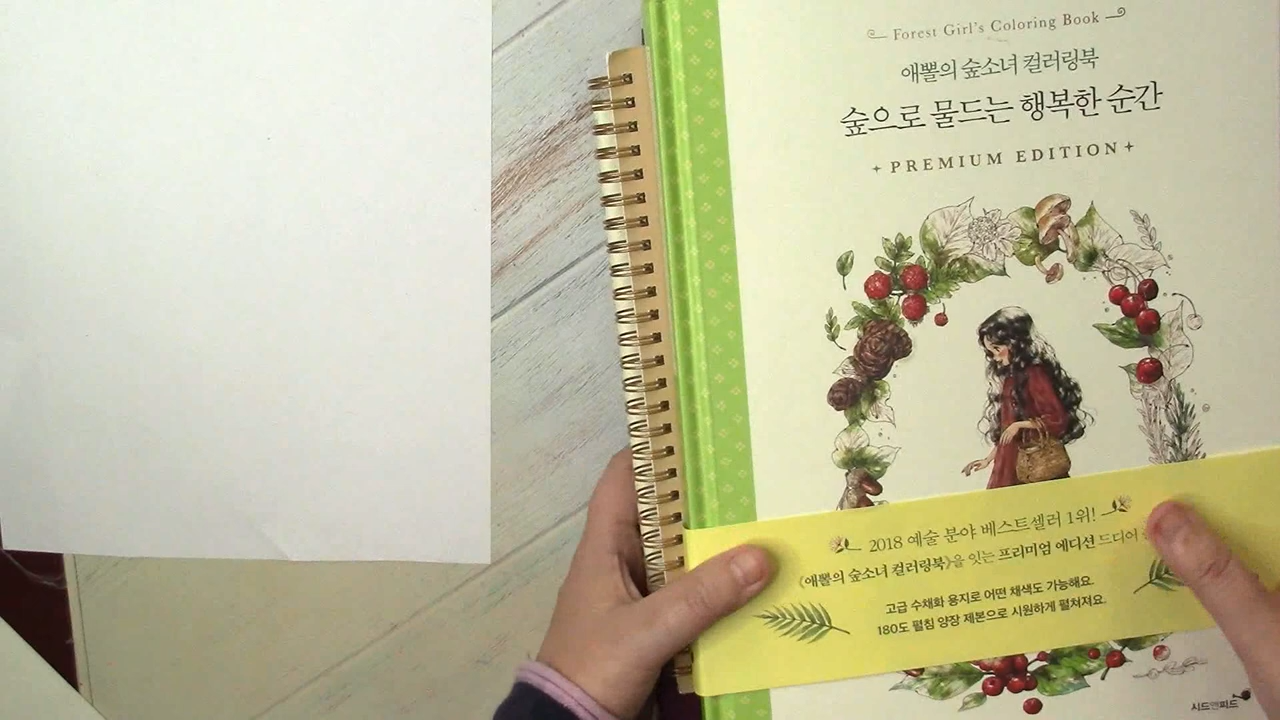 Forest Girl's Coloring Book
애뽈의 숲소녀 컬러링북
숲으로 물드는 행복한 순간
PREMIUM EDITION
2018 예술 분야 베스트셀러 1위!
《애뽈의 숲소녀 컬러링북》을 잇는 프리미엄 에디션 드디어
고급 수채화 용지로 어떤 채색도 가능해요.
180도 펼침 양장 제본으로 시원하게 펼쳐져요.
시드앤피드